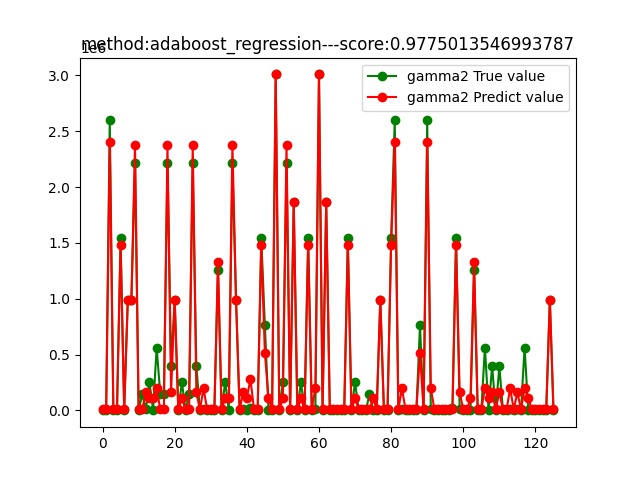 method:adaboost_regression---score:0.9775013546993787
1e6
gamma2 True value
gamma2 Predict value
3.0
2.5
2.0
1.5
1.0
0.5
0.0
0 20 40 60 80 100 120